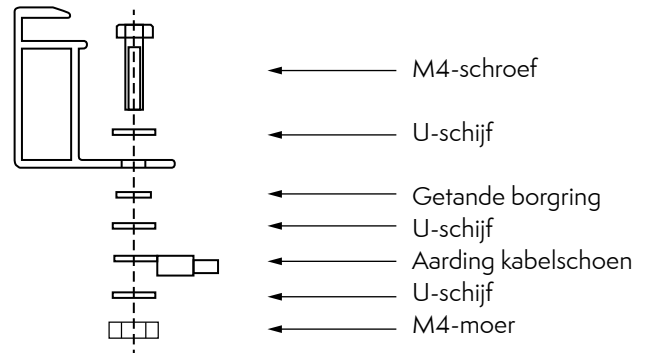 M4-schroef
U-schijf
Getande borgring
U-schijf
Aarding kabelschoen
U-schijf
M4-moer